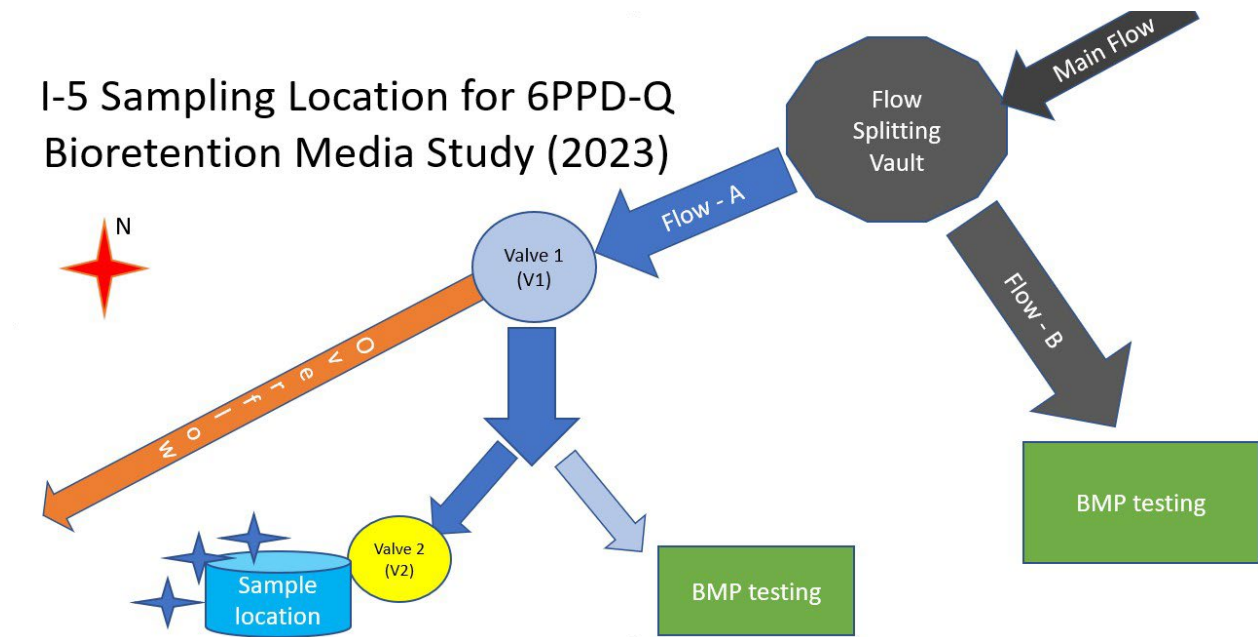 I-5 Sampling Location for 6PPD-Q
Bioretention Media Study (2023)
N
Main Flow
Flow
Splitting
Vault
Flow - A
Flow - B
Valve 1
(V1)
Overflow
Valve 2
(V2)
Sample
location
BMP testing
BMP testing